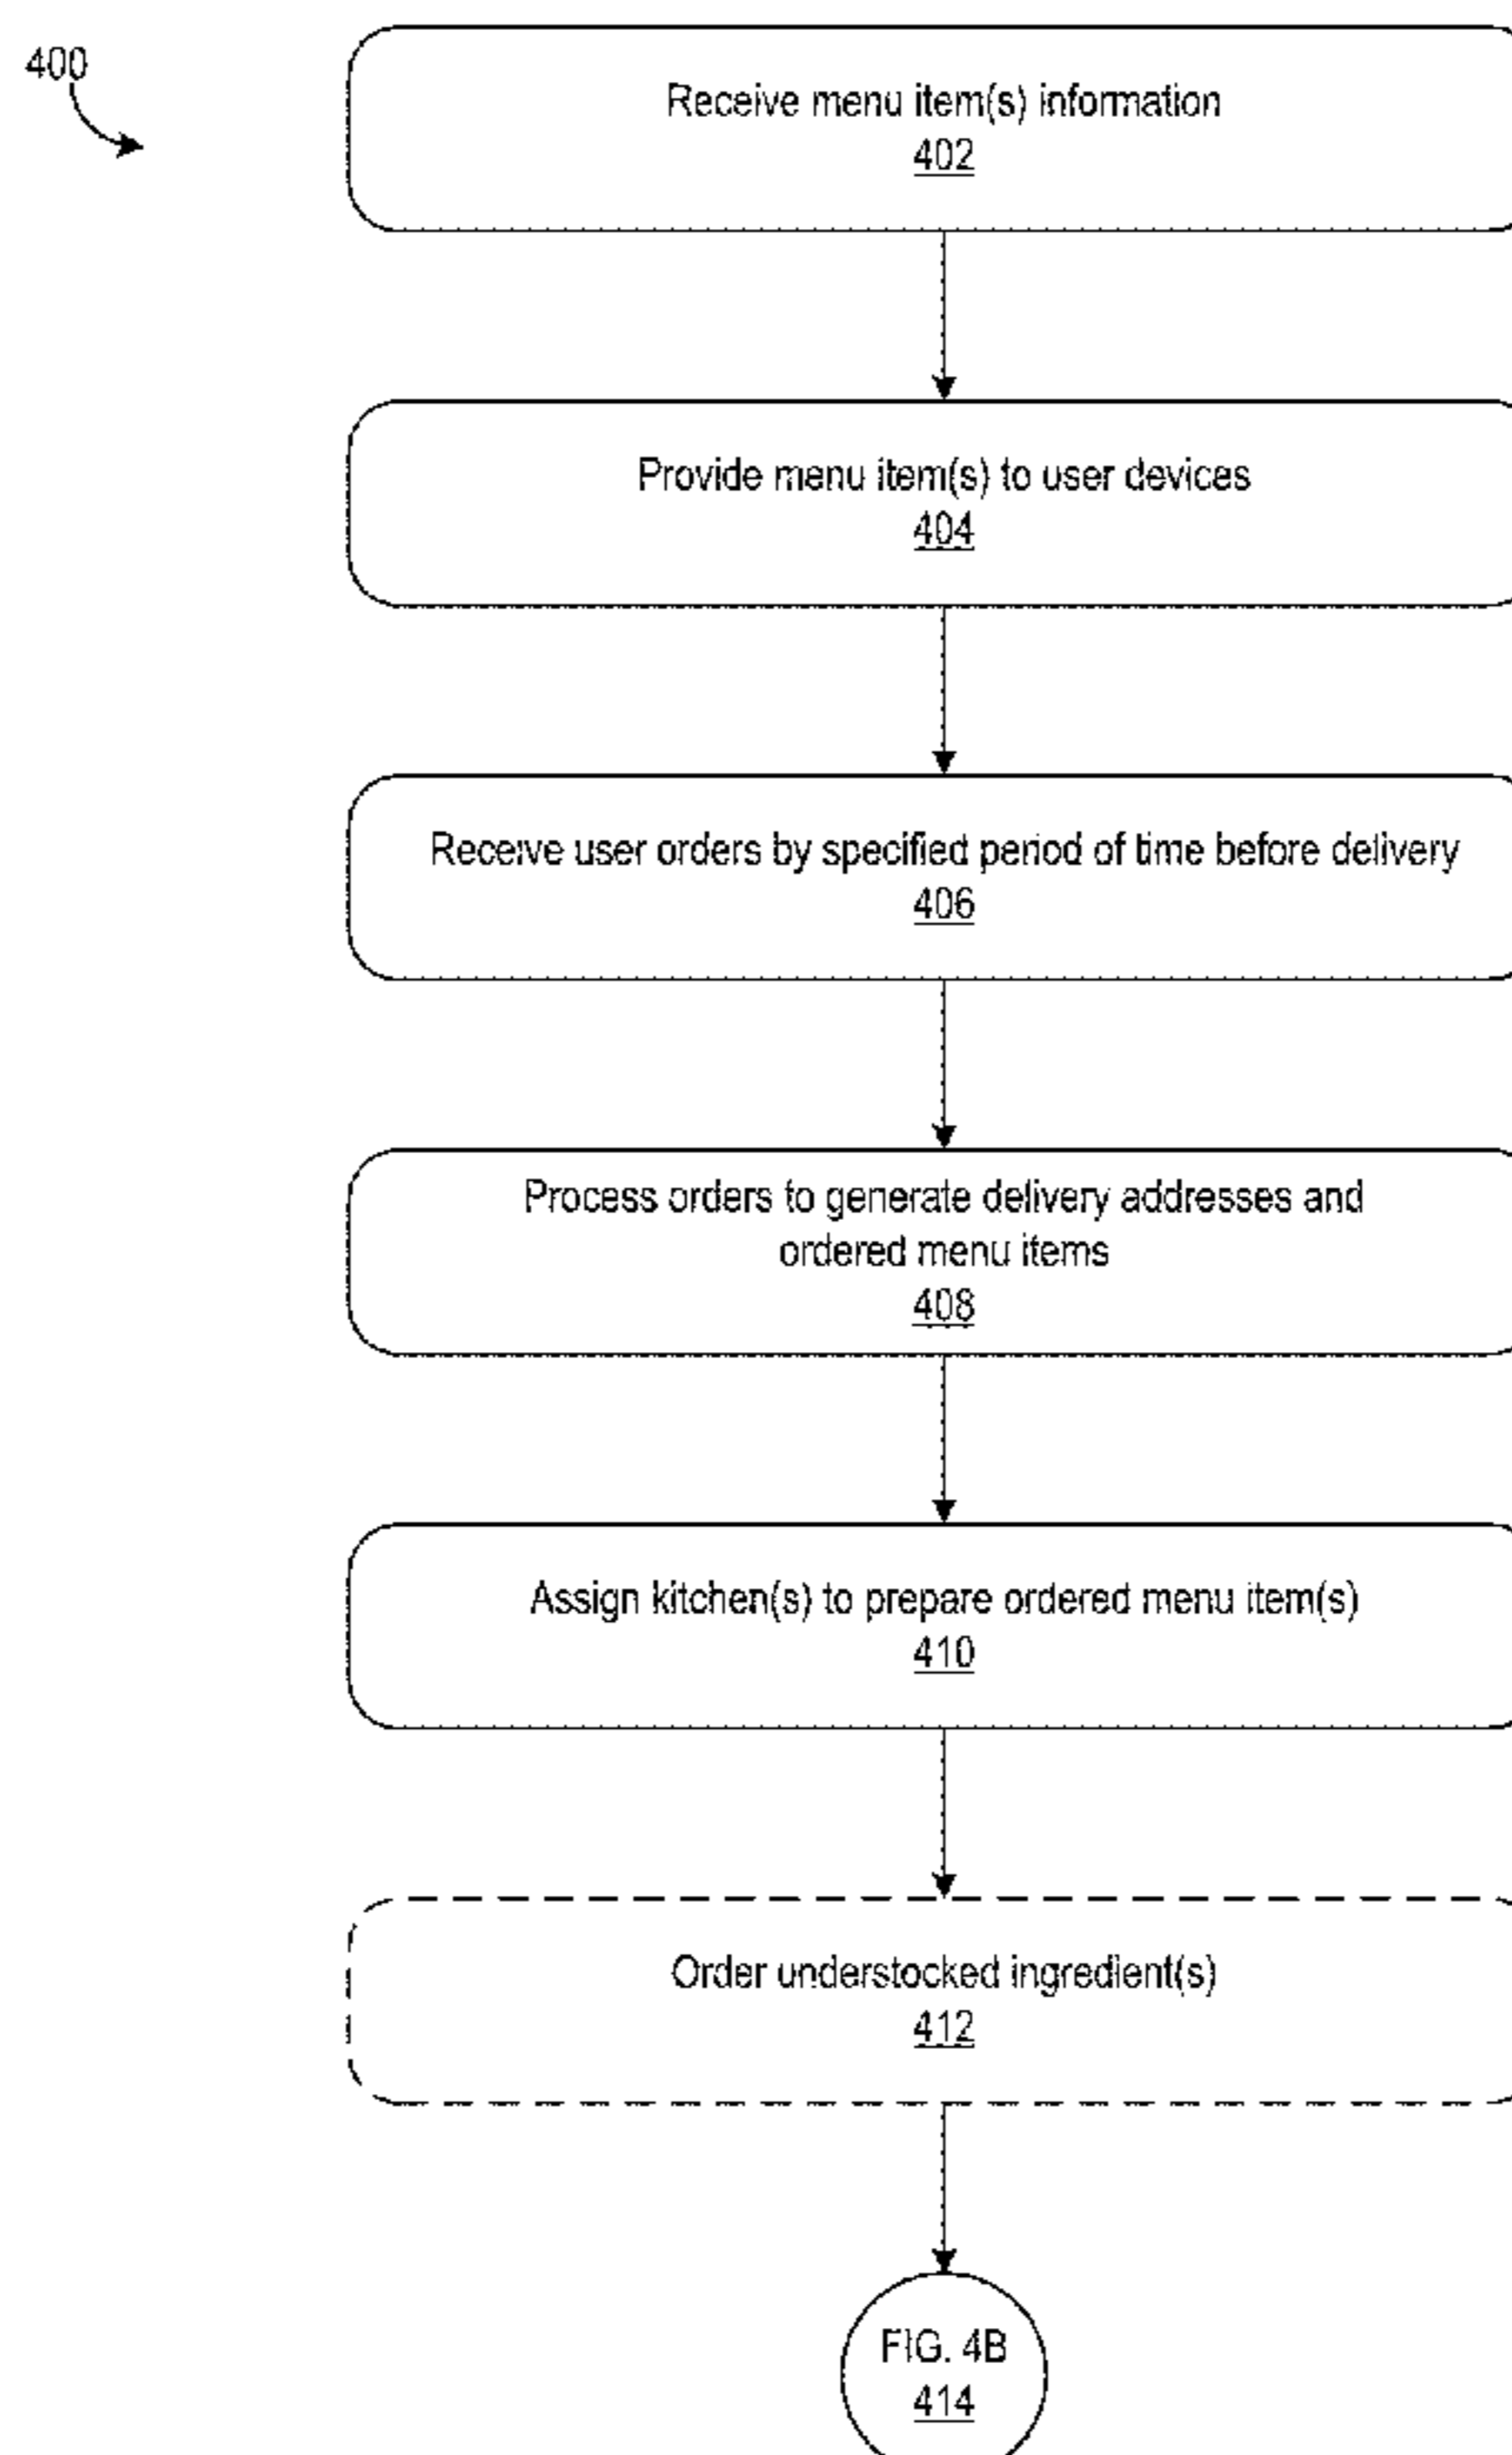 400
Receive menu item(s) information
402
Provide menu item(s) to user devices
404
Receive user orders by specified period of time before delivery
406
Process orders to generate delivery addresses and
ordered menu items
408
Assign kitchen(s) to prepare ordered menu item(s)
410
Order understocked ingredient(s)
412
FIG. 4B
414